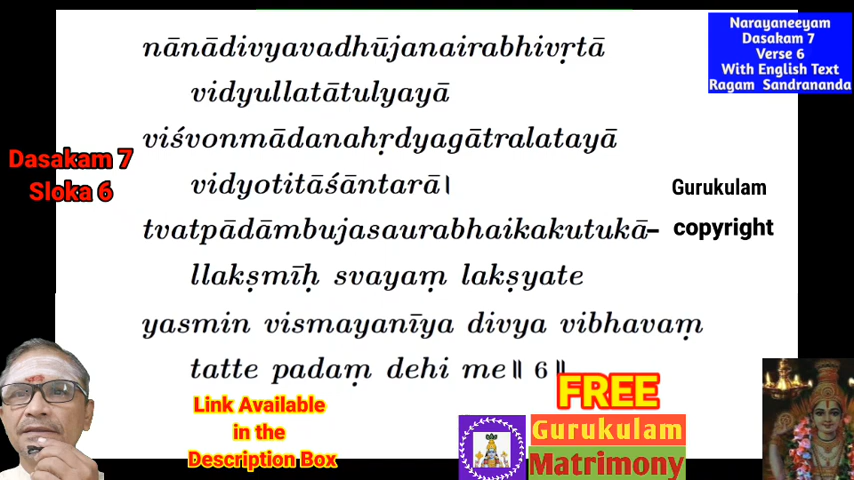 nānādivyavadhūjanairabhivṛtā
vidyullatātulyayā
viśvonmādanahṛdyagātralatayā
vidyotitāśāntarā।
tvatpādāmbujasaurabhaikakutukā–
llakṣmīḥ svayaṃ lakṣyate
yasmin vismayanīya divya vibhavaṃ
tatte padaṃ dehi me॥ 6॥
Narayaneeyam
Dasakam 7
Verse 6
With English Text
Ragam Sandrananda
Dasakam 7
Sloka 6
Gurukulam
copyright
Link Available
in the
Description Box
FREE
Gurukulam
Matrimony